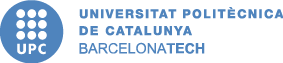 UPC
UNIVERSITAT POLITÈCNICA
DE CATALUNYA
BARCELONATECH